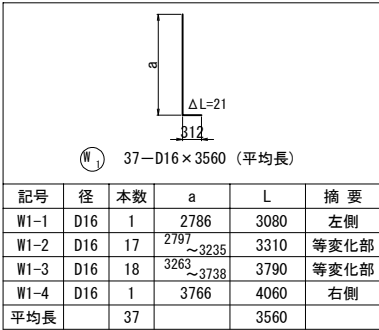 a
ΔL=21
312
W1 37－D16×3560 (平均長)
記号 径 本数 a L 摘 要
W1-1 D16 1 2786 3080 左側
W1-2 D16 17 2797～3235 3310 等変化部
W1-3 D16 18 3263～3738 3790 等変化部
W1-4 D16 1 3766 4060 右側
平均長 37 3560